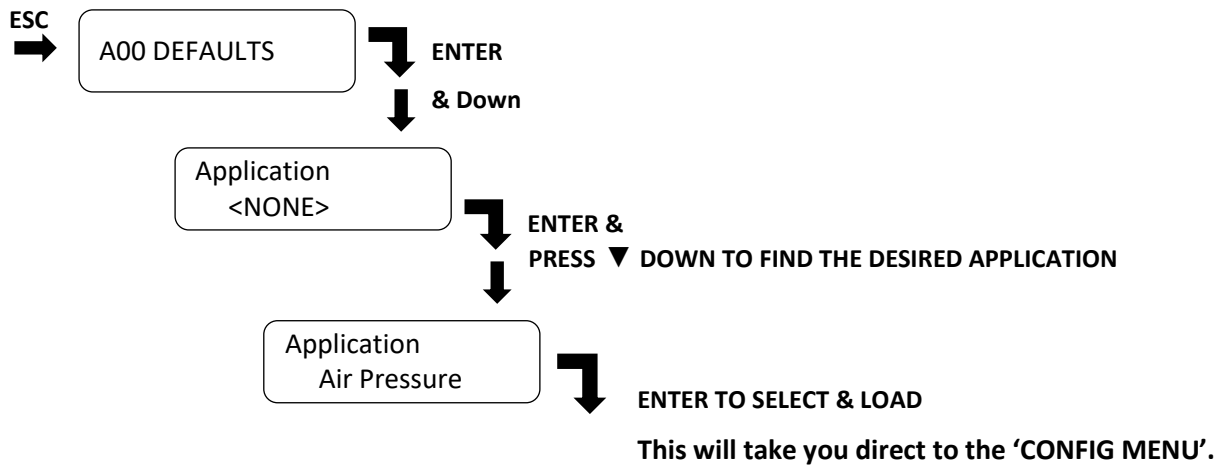 ESC
A00 DEFAULTS
ENTER
& Down
Application
<NONE>
ENTER &
PRESS ▼ DOWN TO FIND THE DESIRED APPLICATION
Application
Air Pressure
ENTER TO SELECT & LOAD
This will take you direct to the ‘CONFIG MENU’.